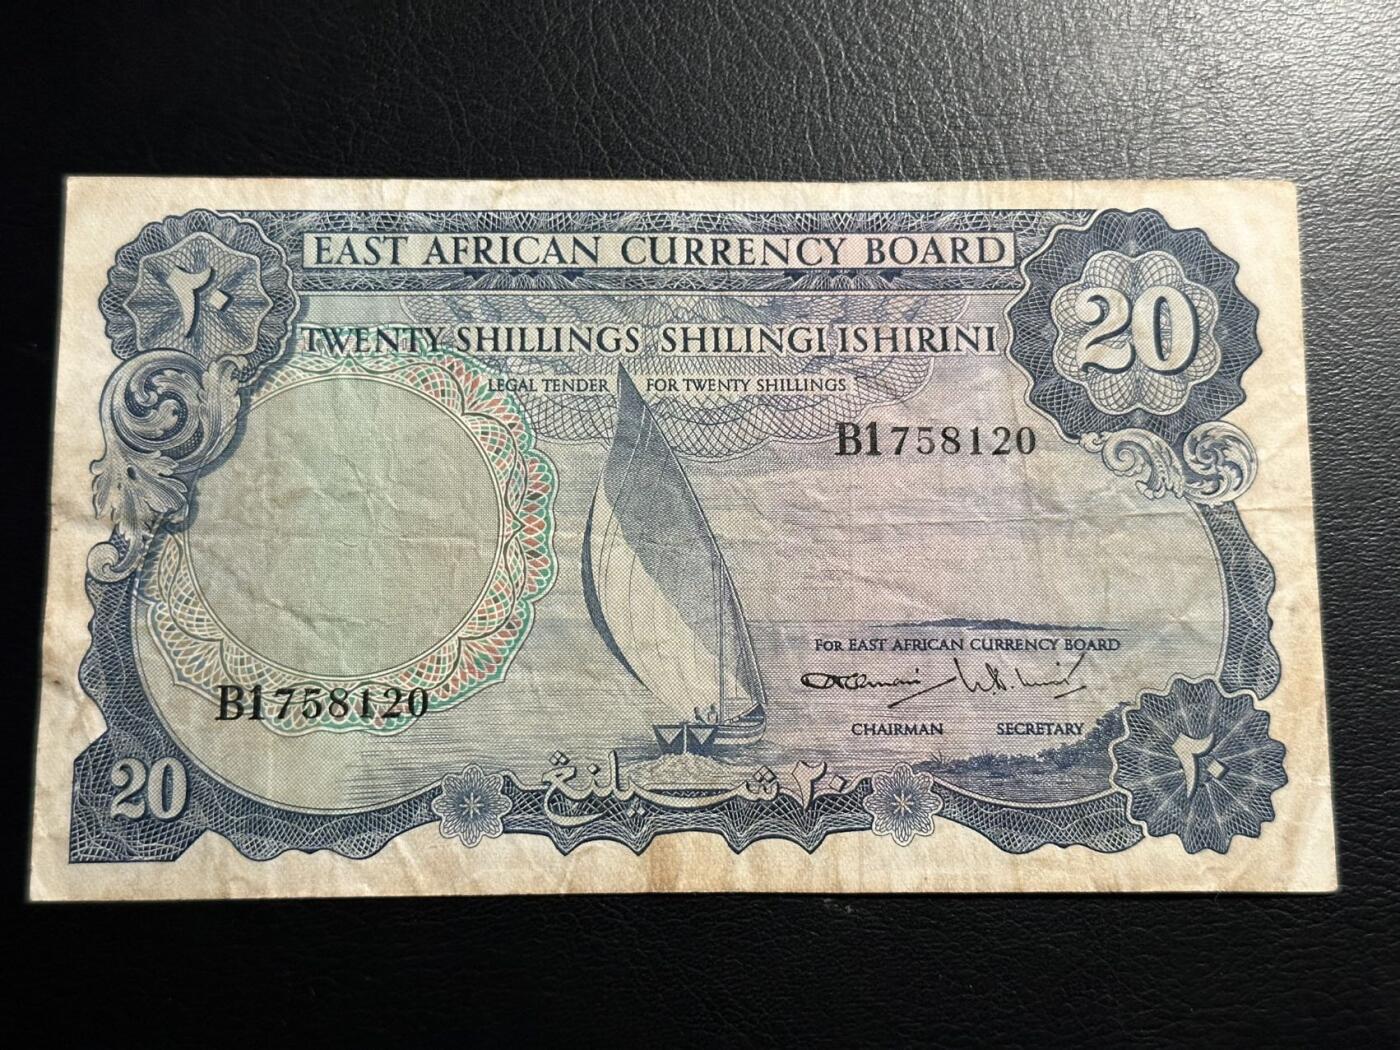 EAST AFRICAN CURRENCY BOARD
٢٠
20
TWENTY SHILLINGS SHILINGI ISHIRINI
LEGAL TENDER FOR TWENTY SHILLINGS
B1758120
FOR EAST AFRICAN CURRENCY BOARD
B1758120
CHAIRMAN SECRETARY
20
٢٠ شيلنغ
٢٠